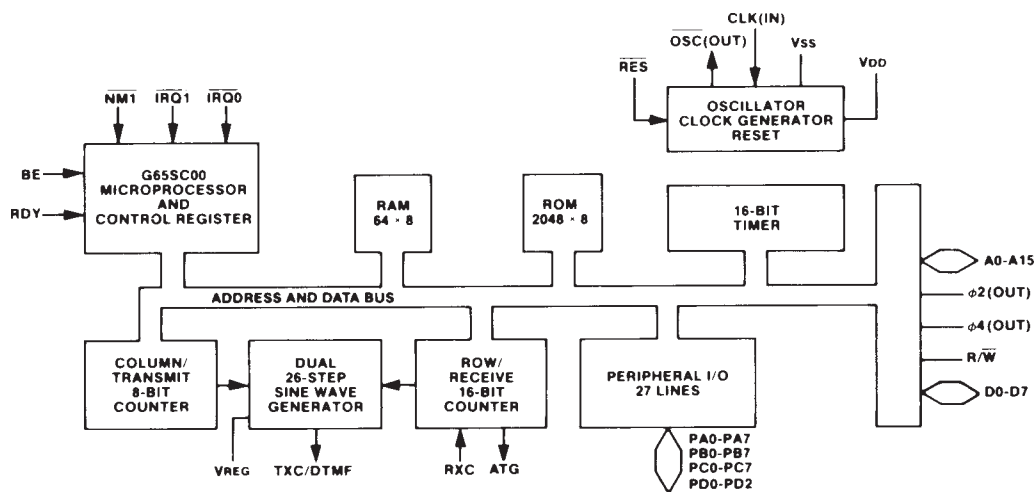 CLK(IN)
OSC(OUT)
VSS
RES
VDD
OSCILLATOR
CLOCK GENERATOR
RESET
NM1
IRQ1
IRQ0
G65SC00
MICROPROCESSOR
AND
CONTROL REGISTER
BE
RDY
RAM
64 × 8
ROM
2048 × 8
16-BIT
TIMER
A0-A15
ADDRESS AND DATA BUS
φ2(OUT)
φ4(OUT)
R/W
D0-D7
COLUMN/
TRANSMIT
8-BIT
COUNTER
DUAL
26-STEP
SINE WAVE
GENERATOR
ROW/
RECEIVE
16-BIT
COUNTER
PERIPHERAL I/O
27 LINES
VREG
TXC/DTMF
RXC
ATG
PA0-PA7
PB0-PB7
PC0-PC7
PD0-PD2